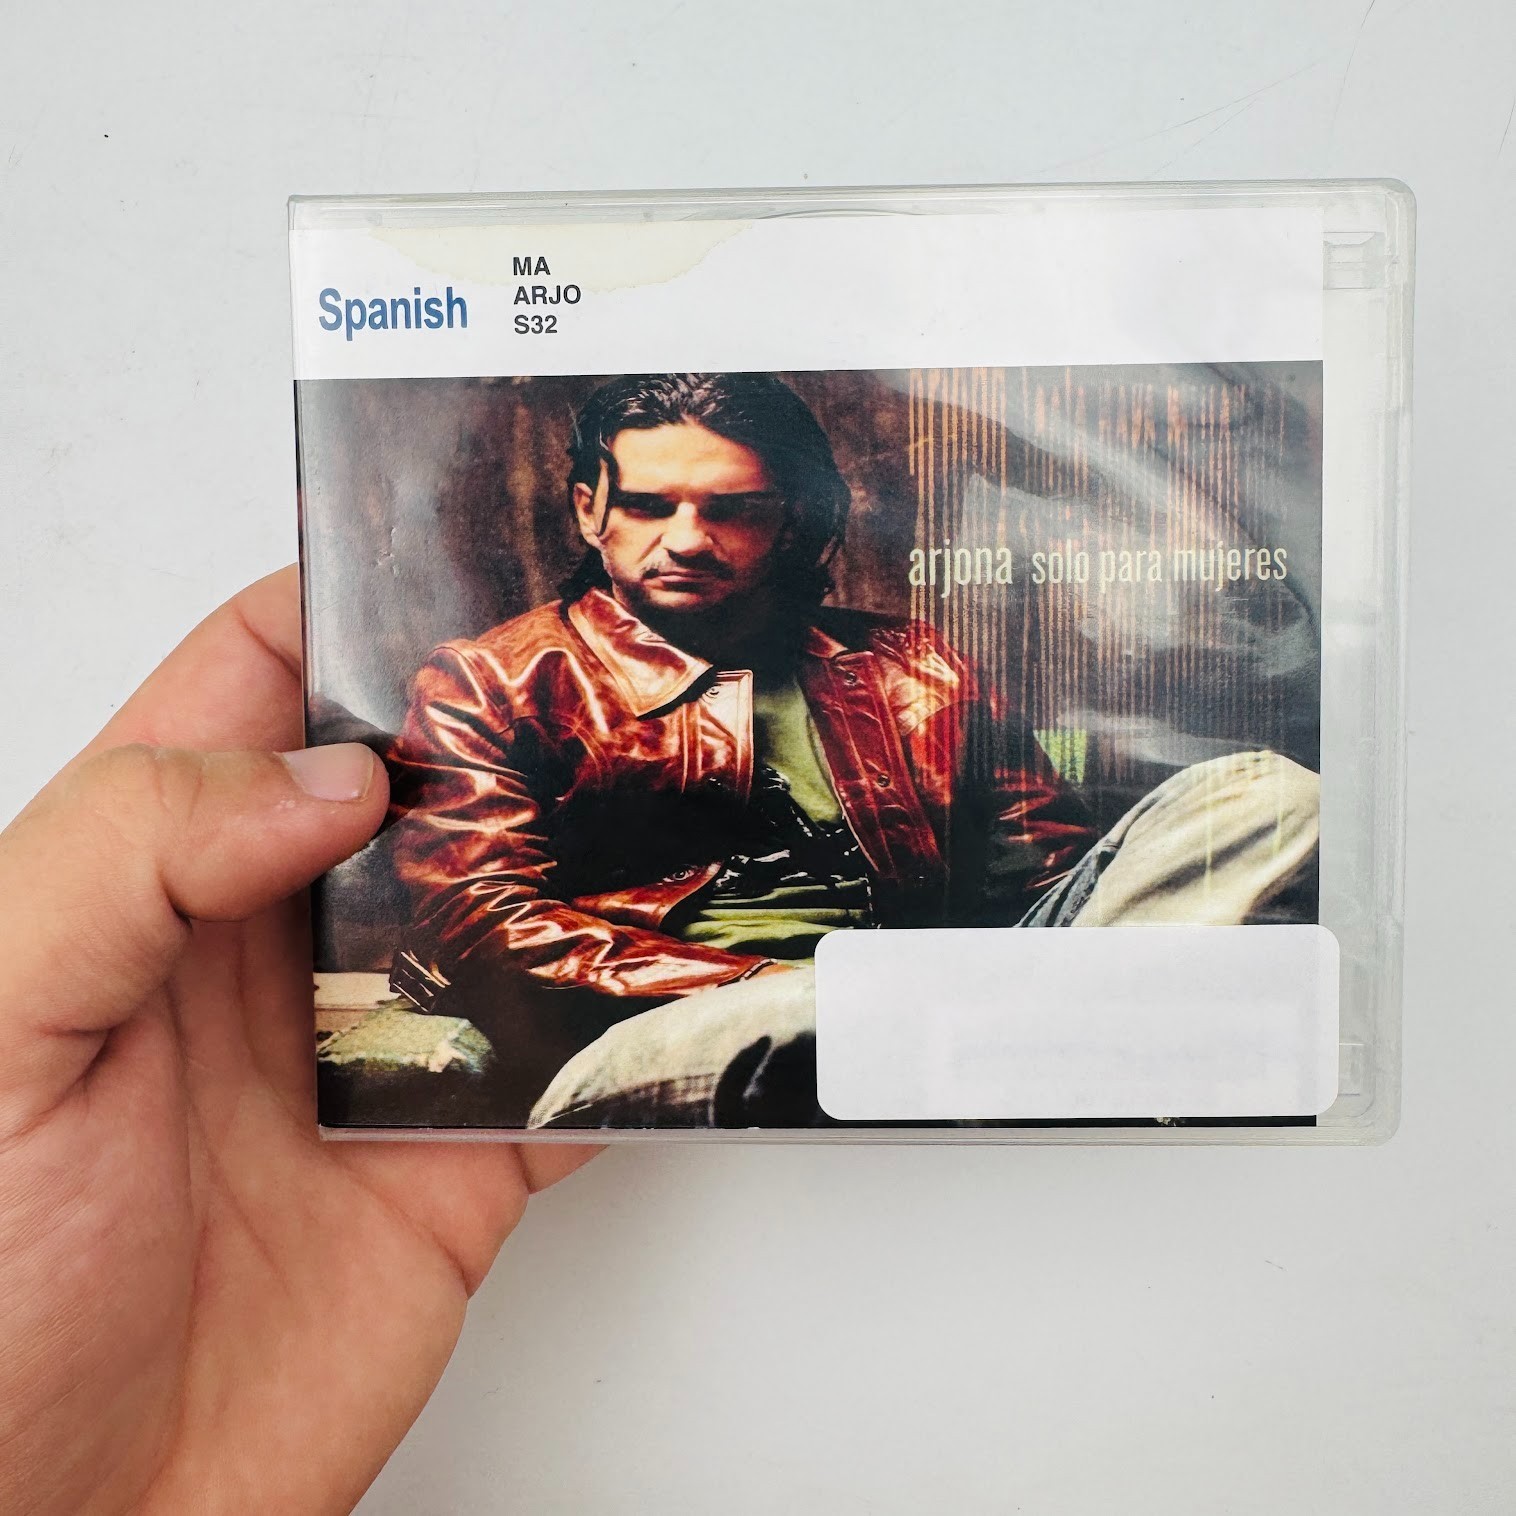 Spanish
MA
ARJO
S32
arjona solo para mujeres